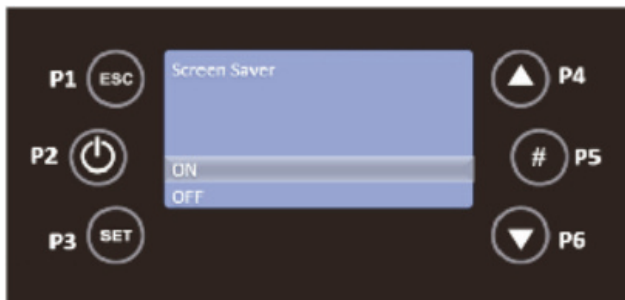 P1 ESC
Screen Saver
P4
P2
ON
P5 #
OFF
P3 SET
P6